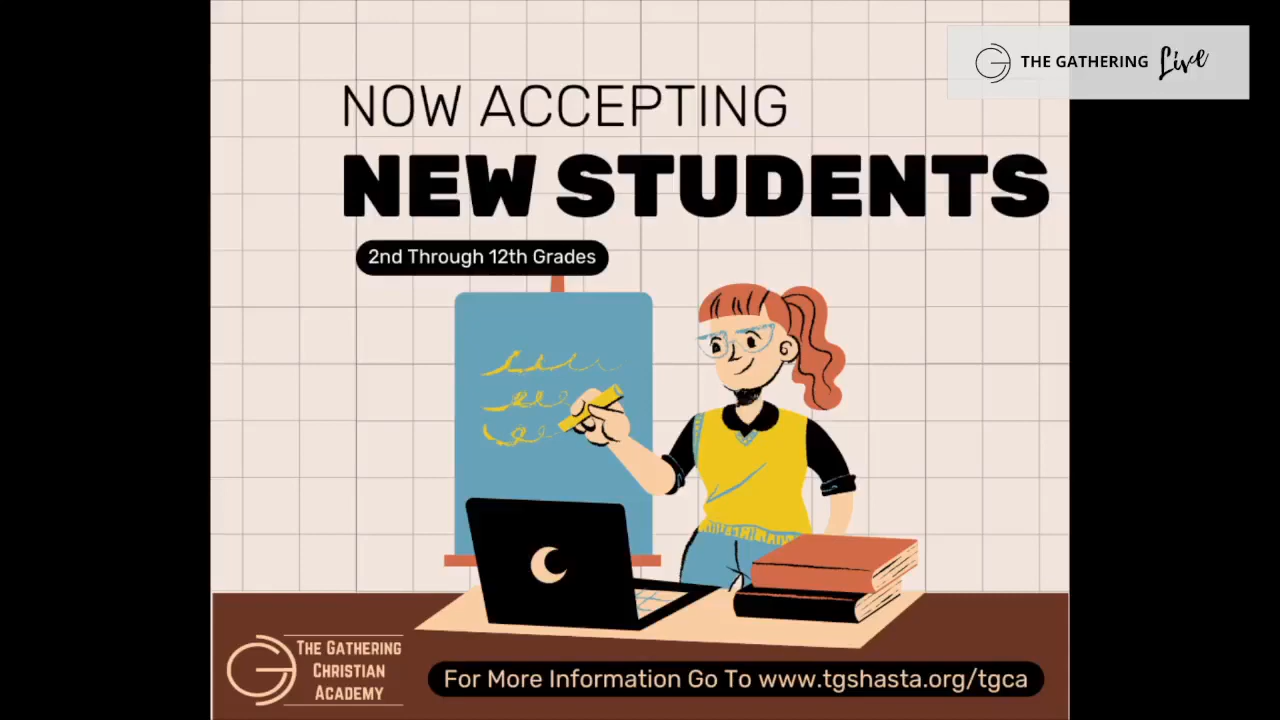 THE GATHERING Live
NOW ACCEPTING
NEW STUDENTS
2nd Through 12th Grades
THE GATHERING
CHRISTIAN
ACADEMY
For More Information Go To www.tgshasta.org/tgca